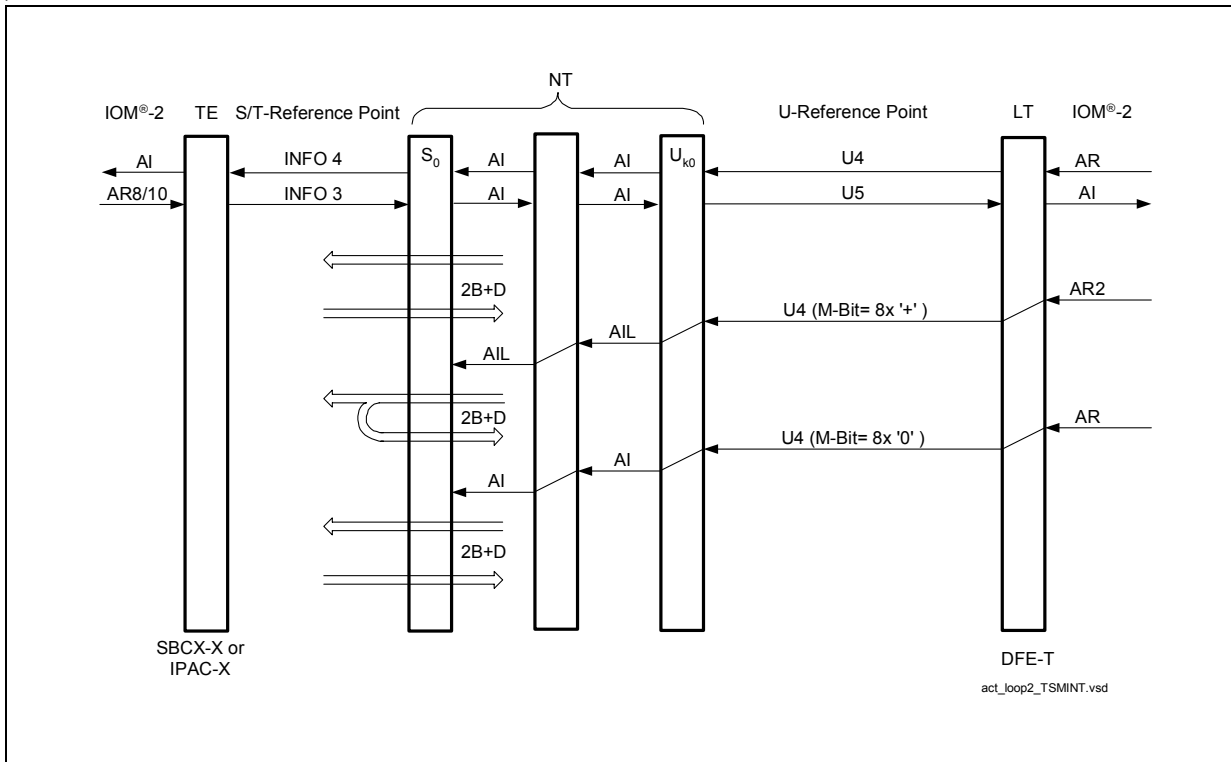 NT
IOM®-2 TE S/T-Reference Point U-Reference Point LT IOM®-2
S0 Uk0
AI INFO 4 AI AI U4 AR
AR8/10 INFO 3 AI AI U5 AI
2B+D
AR2
U4 (M-Bit= 8x '+' )
AIL
AIL
2B+D
AR
U4 (M-Bit= 8x '0' )
AI
AI
2B+D
SBCX-X or
IPAC-X
DFE-T
act_loop2_TSMINT.vsd